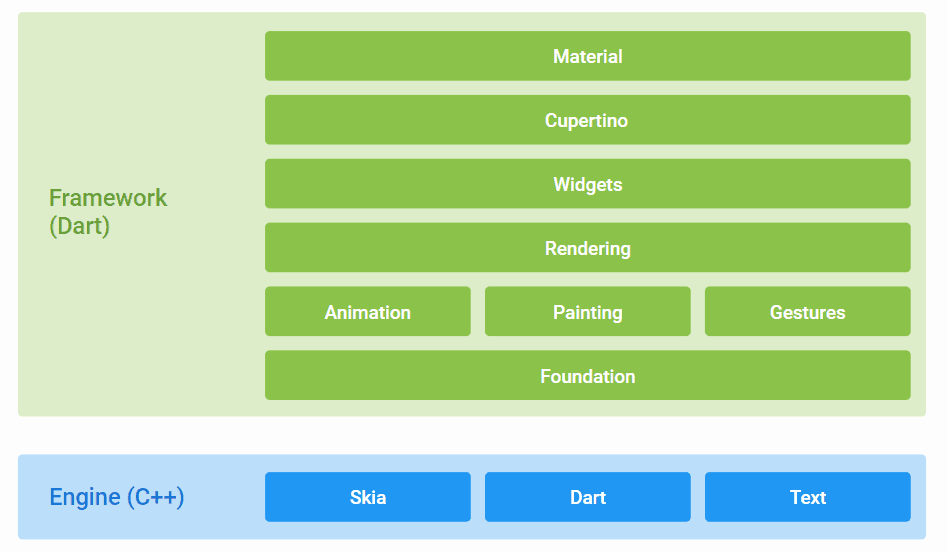 Material
Cupertino
Widgets
Framework
(Dart)
Rendering
Animation Painting Gestures
Foundation
Engine (C++) Skia Dart Text